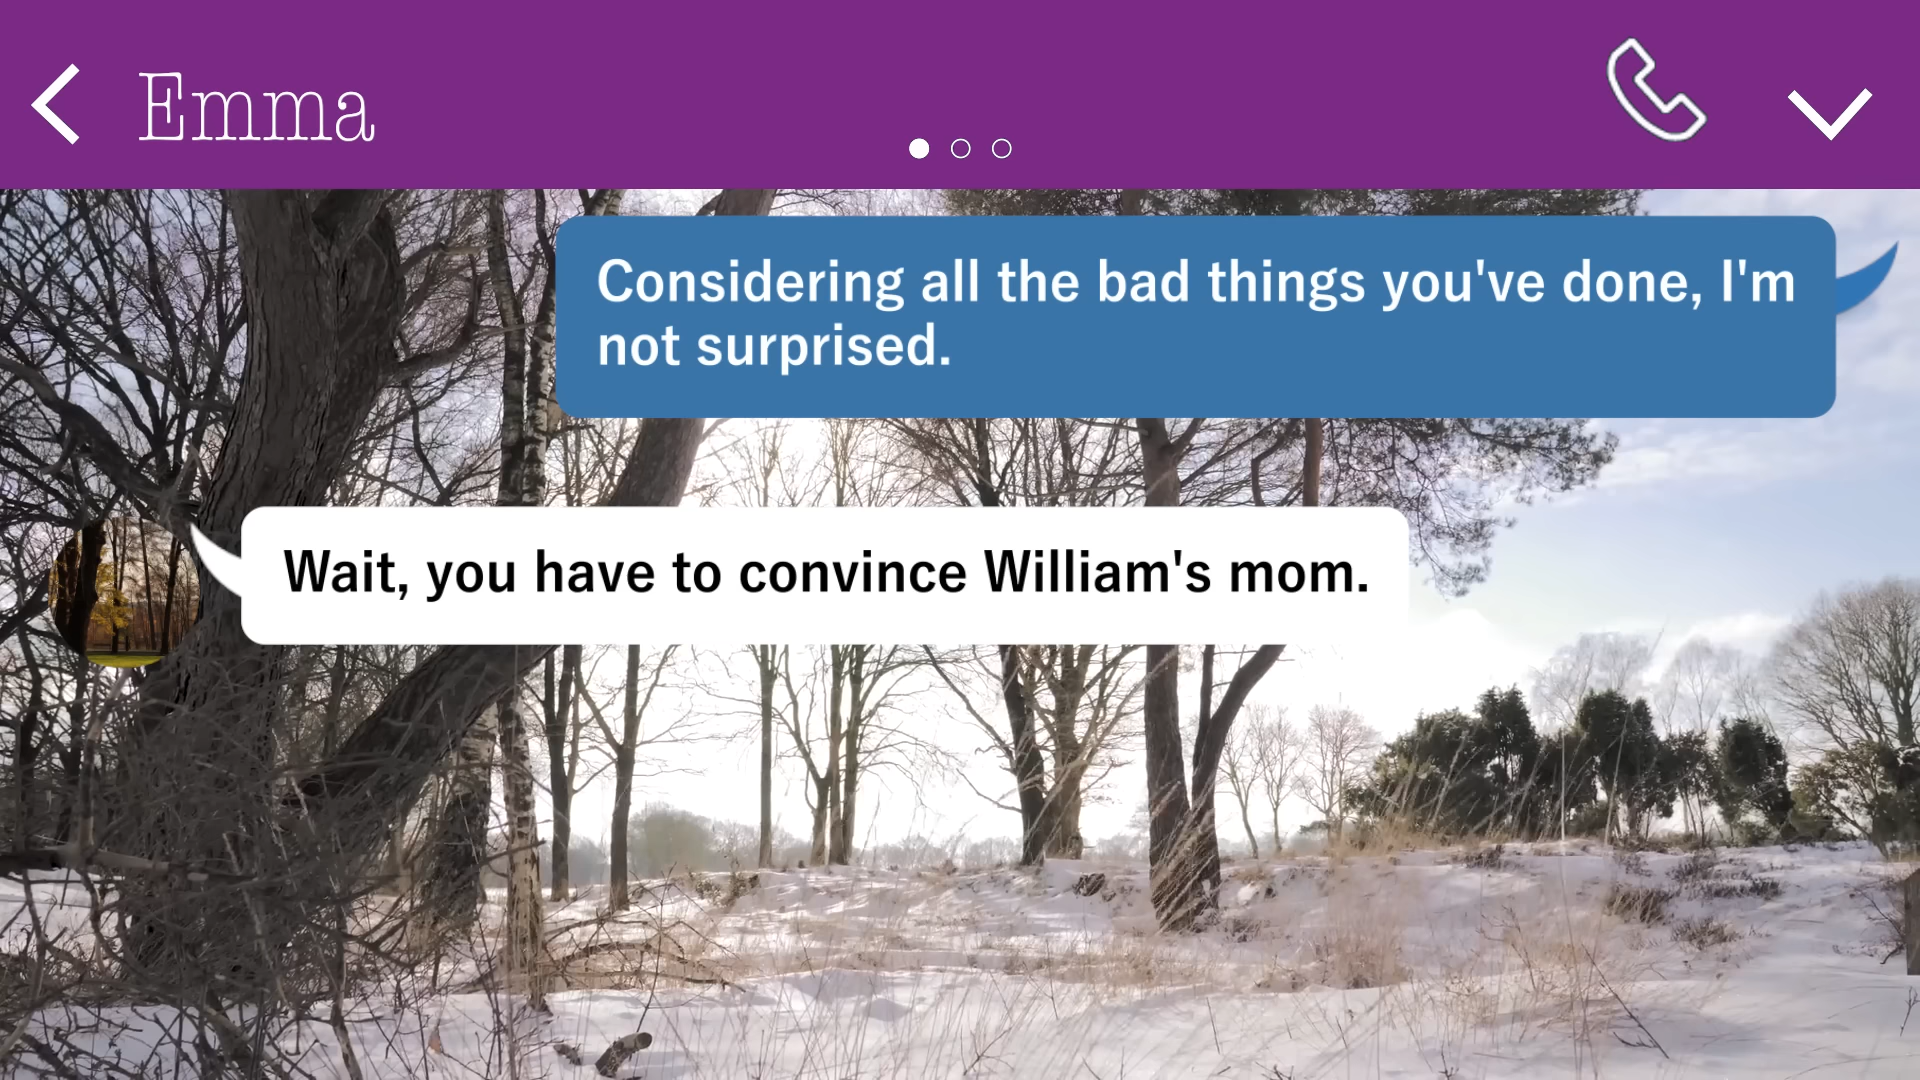 Emma
Considering all the bad things you've done, I'm
not surprised.
Wait, you have to convince William's mom.